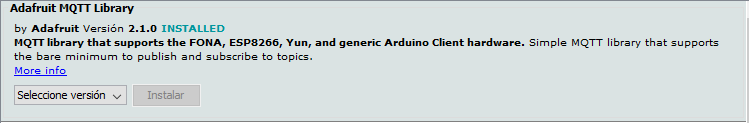 Adafruit MQTT Library
by Adafruit Versión 2.1.0 INSTALLED
MQTT library that supports the FONA, ESP8266, Yun, and generic Arduino Client hardware. Simple MQTT library that supports
the bare minimum to publish and subscribe to topics.
More info
Seleccione versión Instalar